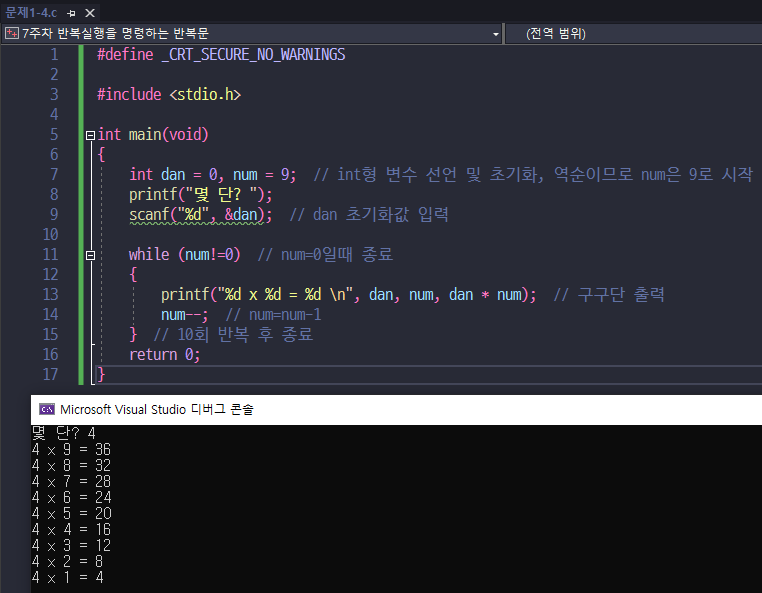 문제1-4.c
7주차 반복실행을 명령하는 반복문 (전역 범위)
1 #define _CRT_SECURE_NO_WARNINGS
2
3 #include <stdio.h>
4
5 int main(void)
6 {
7 int dan = 0, num = 9; // int형 변수 선언 및 초기화, 역순이므로 num은 9로 시작
8 printf("몇 단? ");
9 scanf("%d", &dan); // dan 초기화값 입력
10
11 while (num!=0) // num=0일때 종료
12 {
13 printf("%d x %d = %d \n", dan, num, dan * num); // 구구단 출력
14 num--; // num=num-1
15 } // 10회 반복 후 종료
16 return 0;
17 }
Microsoft Visual Studio 디버그 콘솔
몇 단? 4
4 x 9 = 36
4 x 8 = 32
4 x 7 = 28
4 x 6 = 24
4 x 5 = 20
4 x 4 = 16
4 x 3 = 12
4 x 2 = 8
4 x 1 = 4